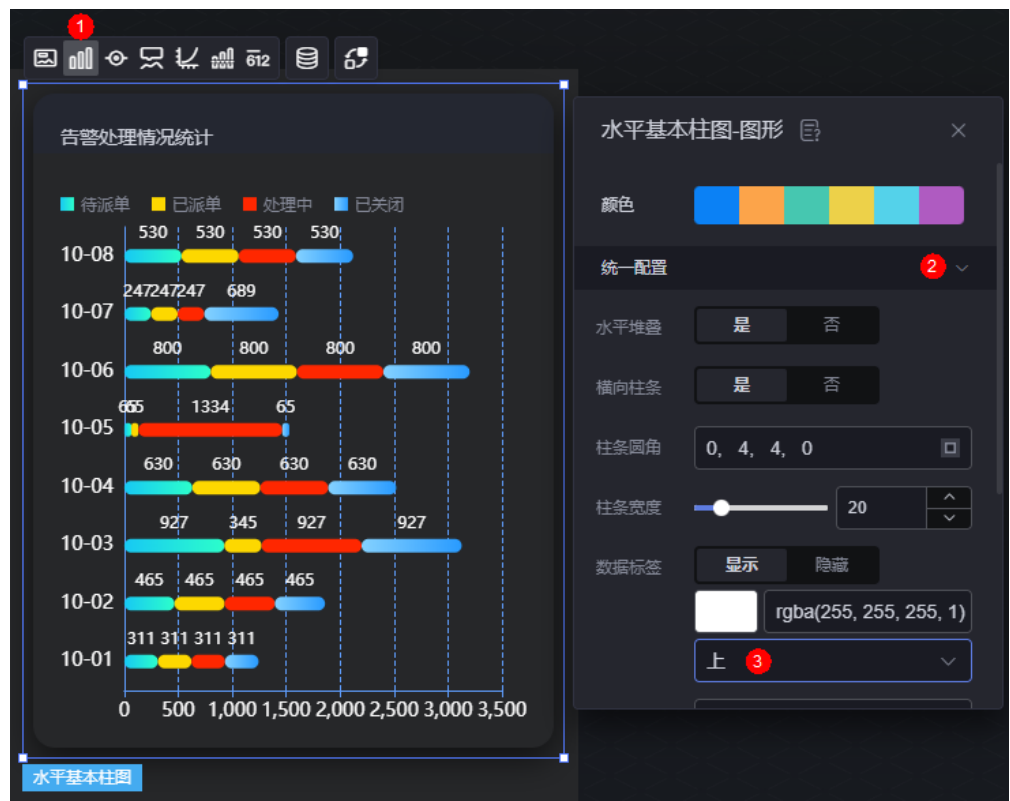 1
612
告警处理情况统计
待派单 已派单 处理中 已关闭
530 530 530 530
10-08
247247247 689
10-07
800 800 800 800
10-06
65 65 1334 65
10-05
630 630 630 630
10-04
927 345 927 927
10-03
465 465 465 465
10-02
311 311 311 311
10-01
0 500 1,000 1,500 2,000 2,500 3,000 3,500
水平基本柱图
水平基本柱图-图形
颜色
统一配置 2
水平堆叠 是 否
横向柱条 是 否
柱条圆角 0, 4, 4, 0
柱条宽度 20
数据标签 显示 隐藏
rgba(255, 255, 255, 1)
上 3